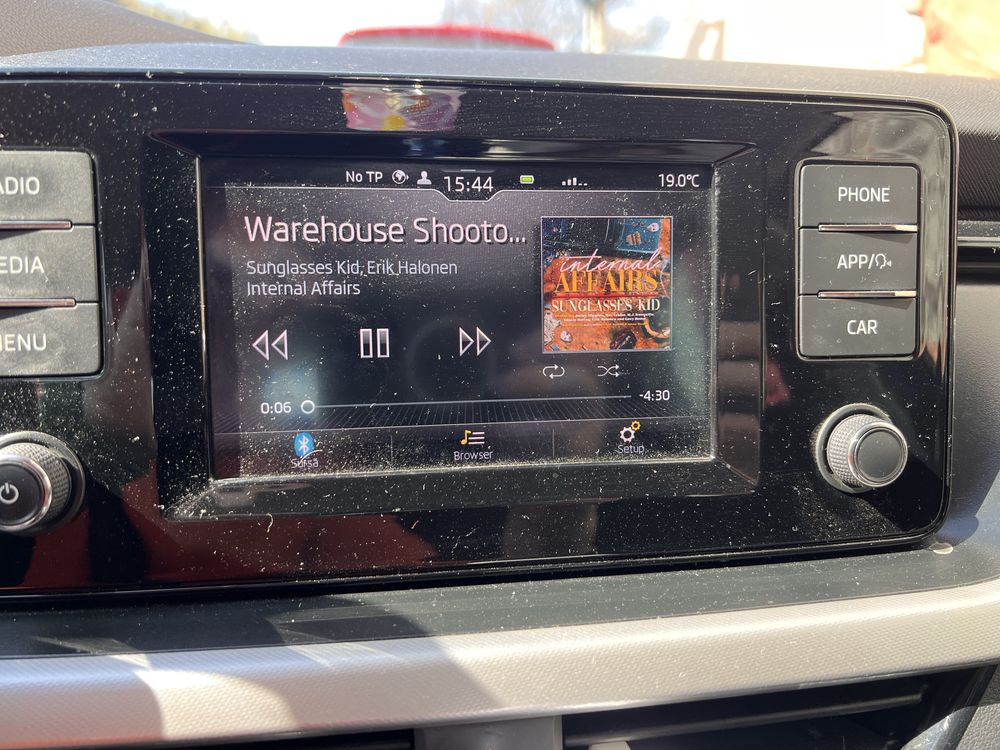 No TP
15:44
19.0°C
Warehouse Shooto...
Sunglasses Kid, Erik Halonen
Internal Affairs
internal
AFFAIRS
SUNGLASSES KID
0:06
-4:30
Sursa
Browser
Setup
ADIO
EDIA
MENU
PHONE
APP/
CAR